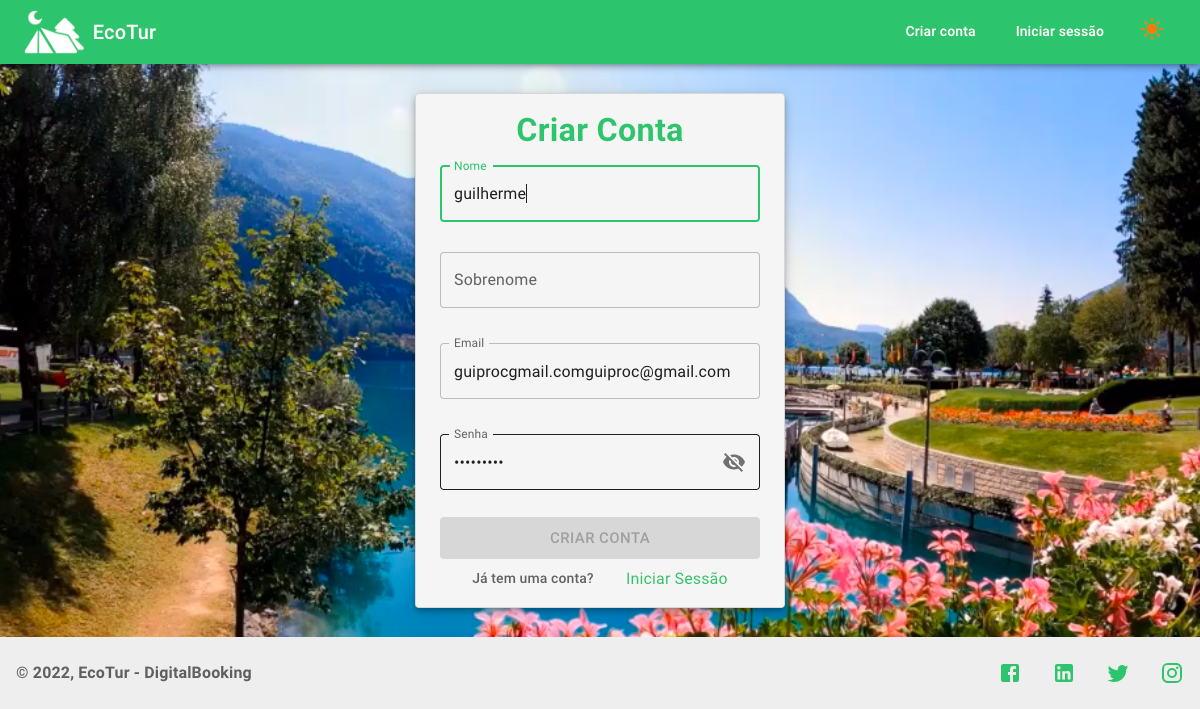 EcoTur
Criar conta
Iniciar sessão
Criar Conta
Nome
guilherme
Sobrenome
Email
guiprocgmail.comguiproc@gmail.com
Senha
•••••••••
CRIAR CONTA
Já tem uma conta?
Iniciar Sessão
© 2022, EcoTur - DigitalBooking